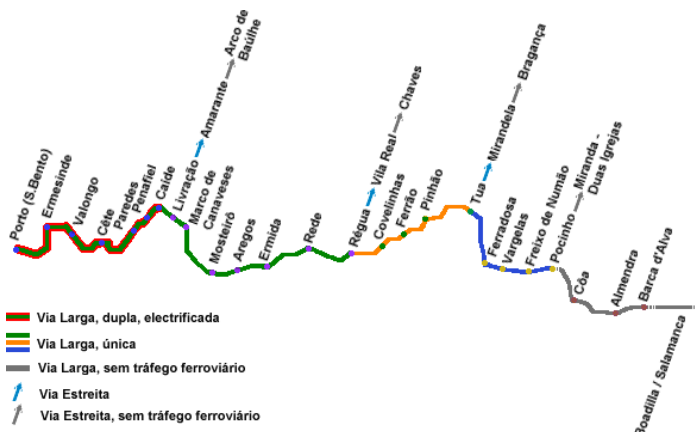 Porto (S.Bento)
Ermesinde
Valongo
Cête
Paredes
Penafiel
Caíde
Livração
Amarante
Arco de
Baúlhe
Marco de
Canaveses
Mosteirô
Aregos
Ermida
Rede
Régua
Vila Real
Chaves
Covelinhas
Ferrão
Pinhão
Tua
Mirandela
Bragança
Ferradosa
Vargelas
Freixo de Numão
Pocinho
Miranda -
Duas Igrejas
Côa
Almendra
Barca d'Alva
Boadilla / Salamanca
Via Larga, dupla, electrificada
Via Larga, única
Via Larga, sem tráfego ferroviário
Via Estreita
Via Estreita, sem tráfego ferroviário